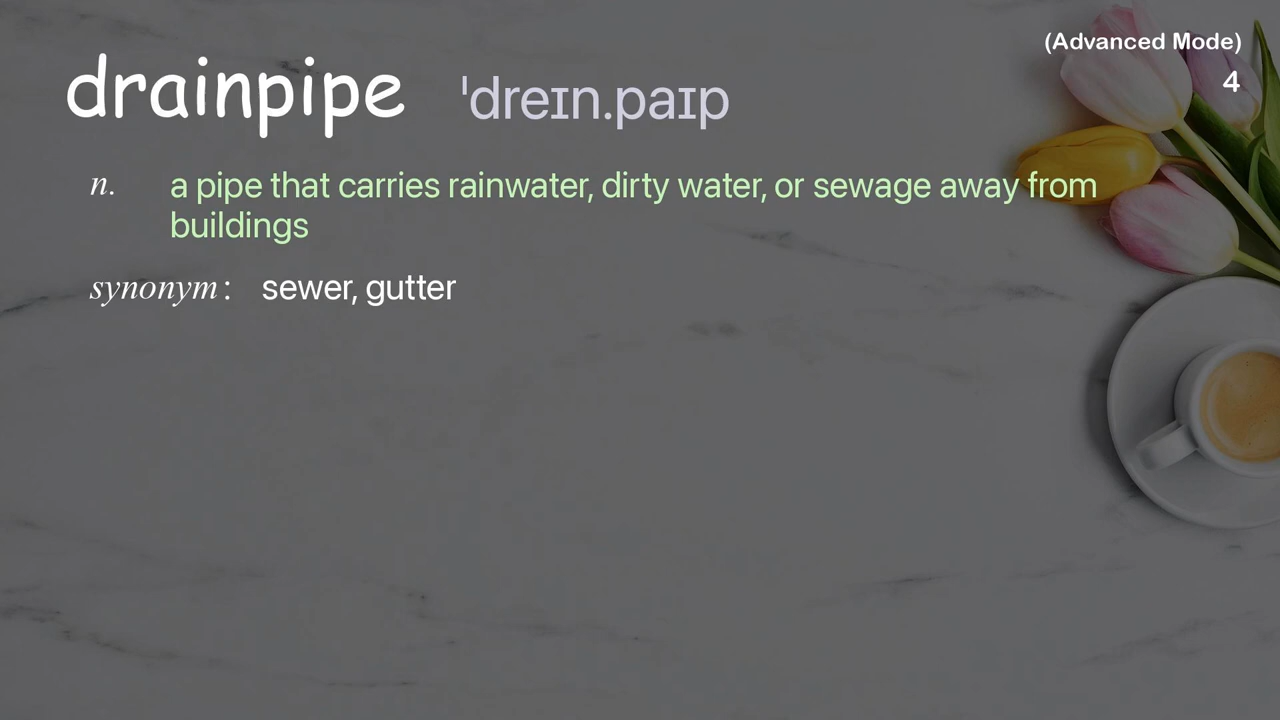 (Advanced Mode)
drainpipe ˈdreɪn.paɪp
4
n. a pipe that carries rainwater, dirty water, or sewage away from
buildings
synonym : sewer, gutter